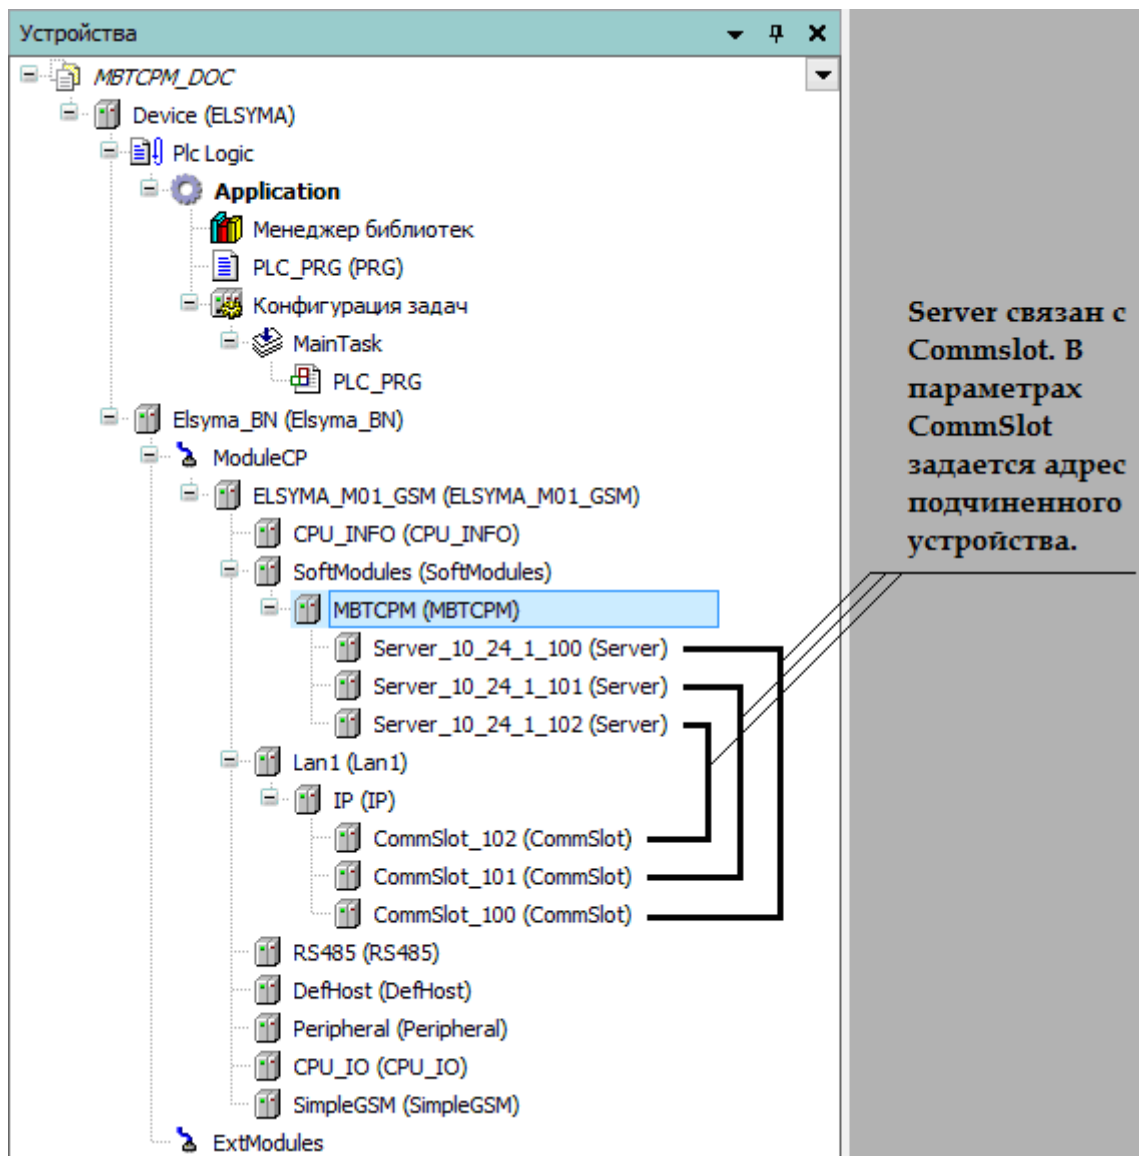 Устройства
MBTCPM_DOC
Device (ELSYMA)
Plc Logic
Application
Менеджер библиотек
PLC_PRG (PRG)
Конфигурация задач
MainTask
PLC_PRG
Elsyma_BN (Elsyma_BN)
ModuleCP
ELSYMA_M01_GSM (ELSYMA_M01_GSM)
CPU_INFO (CPU_INFO)
SoftModules (SoftModules)
MBTCPM (MBTCPM)
Server_10_24_1_100 (Server)
Server_10_24_1_101 (Server)
Server_10_24_1_102 (Server)
Lan1 (Lan1)
IP (IP)
CommSlot_102 (CommSlot)
CommSlot_101 (CommSlot)
CommSlot_100 (CommSlot)
RS485 (RS485)
DefHost (DefHost)
Peripheral (Peripheral)
CPU_IO (CPU_IO)
SimpleGSM (SimpleGSM)
ExtModules
Server связан с
Commslot. В
параметрах
CommSlot
задается адрес
подчиненного
устройства.